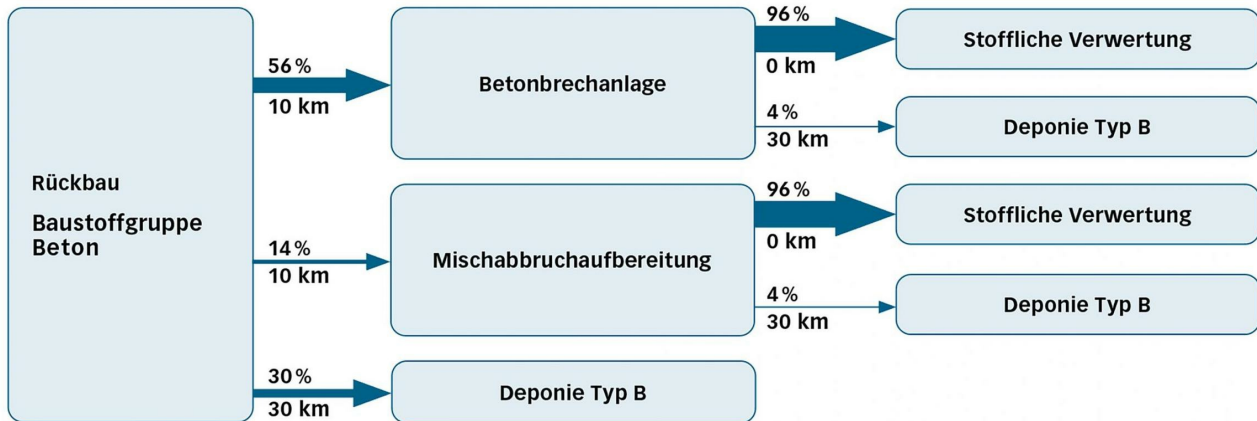 Rückbau
Baustoffgruppe
Beton
56 %
10 km
Betonbrechanlage
96 %
0 km
Stoffliche Verwertung
4 %
30 km
Deponie Typ B
14 %
10 km
Mischabbruchaufbereitung
96 %
0 km
Stoffliche Verwertung
4 %
30 km
Deponie Typ B
30 %
30 km
Deponie Typ B